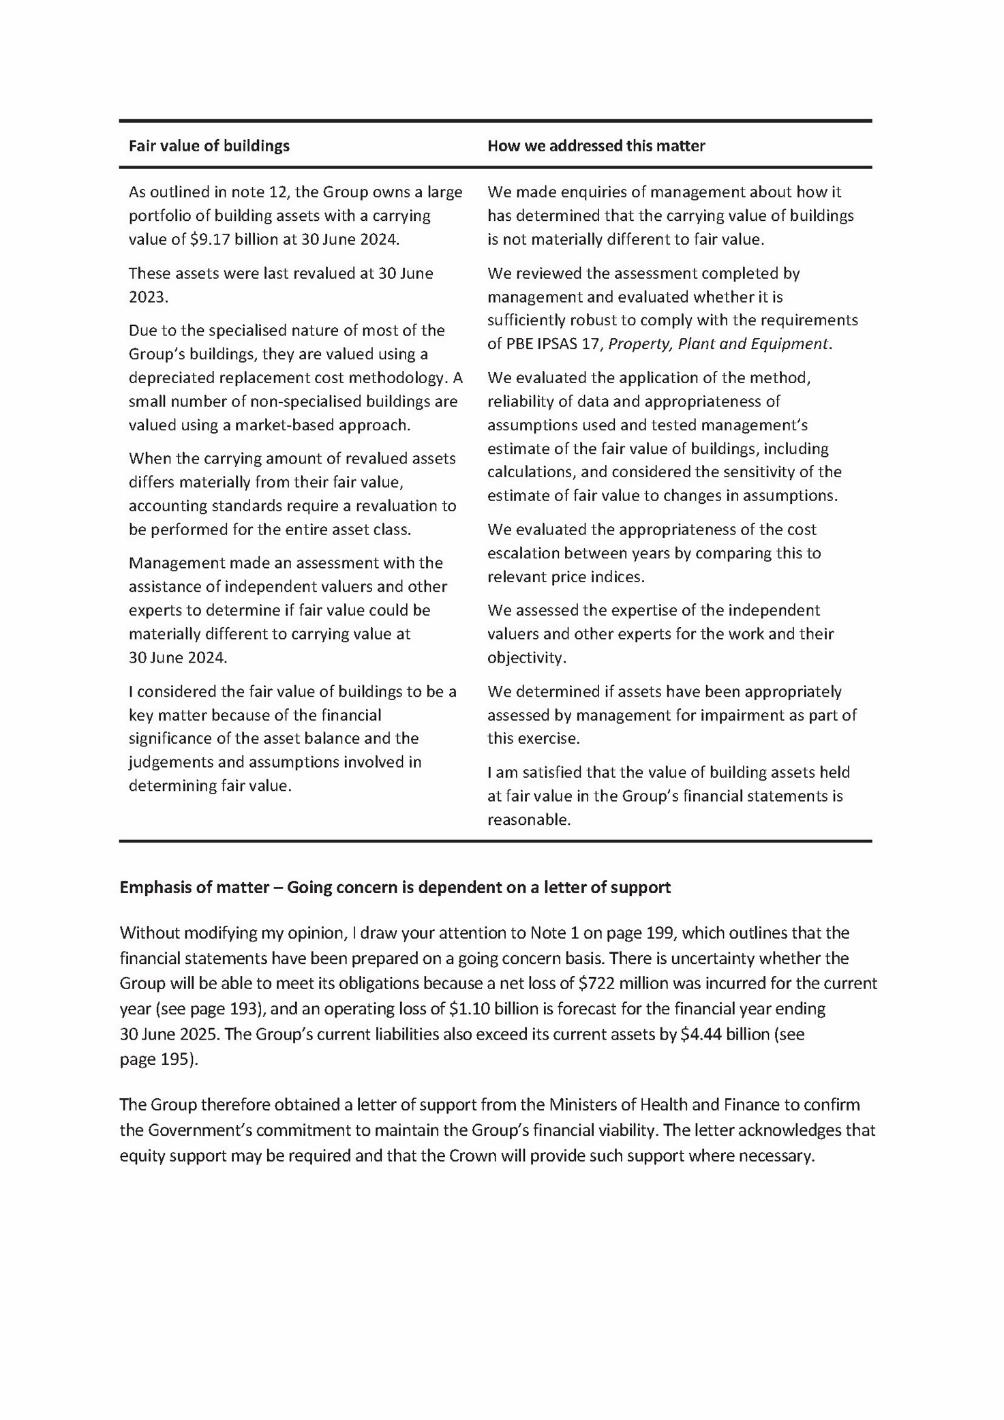 Fair value of buildings
How we addressed this matter
As outlined in note 12, the Group owns a large
portfolio of building assets with a carrying
value of $9.17 billion at 30 June 2024.
These assets were last revalued at 30 June
2023.
Due to the specialised nature of most of the
Group's buildings, they are valued using a
depreciated replacement cost methodology. A
small number of non-specialised buildings are
valued using a market-based approach.
When the carrying amount of revalued assets
differs materially from their fair value,
accounting standards require a revaluation to
be performed for the entire asset class.
Management made an assessment with the
assistance of independent valuers and other
experts to determine if fair value could be
materially different to carrying value at
30 June 2024.
I considered the fair value of buildings to be a
key matter because of the financial
significance of the asset balance and the
judgements and assumptions involved in
determining fair value.
We made enquiries of management about how it
has determined that the carrying value of buildings
is not materially different to fair value.
We reviewed the assessment completed by
management and evaluated whether it is
sufficiently robust to comply with the requirements
of PBE IPSAS 17, Property, Plant and Equipment.
We evaluated the application of the method,
reliability of data and appropriateness of
assumptions used and tested management's
estimate of the fair value of buildings, including
calculations, and considered the sensitivity of the
estimate of fair value to changes in assumptions.
We evaluated the appropriateness of the cost
escalation between years by comparing this to
relevant price indices.
We assessed the expertise of the independent
valuers and other experts for the work and their
objectivity.
We determined if assets have been appropriately
assessed by management for impairment as part of
this exercise.
I am satisfied that the value of building assets held
at fair value in the Group's financial statements is
reasonable.
Emphasis of matter – Going concern is dependent on a letter of support
Without modifying my opinion, I draw your attention to Note 1 on page 199, which outlines that the
financial statements have been prepared on a going concern basis. There is uncertainty whether the
Group will be able to meet its obligations because a net loss of $722 million was incurred for the current
year (see page 193), and an operating loss of $1.10 billion is forecast for the financial year ending
30 June 2025. The Group's current liabilities also exceed its current assets by $4.44 billion (see
page 195).
The Group therefore obtained a letter of support from the Ministers of Health and Finance to confirm
the Government's commitment to maintain the Group's financial viability. The letter acknowledges that
equity support may be required and that the Crown will provide such support where necessary.